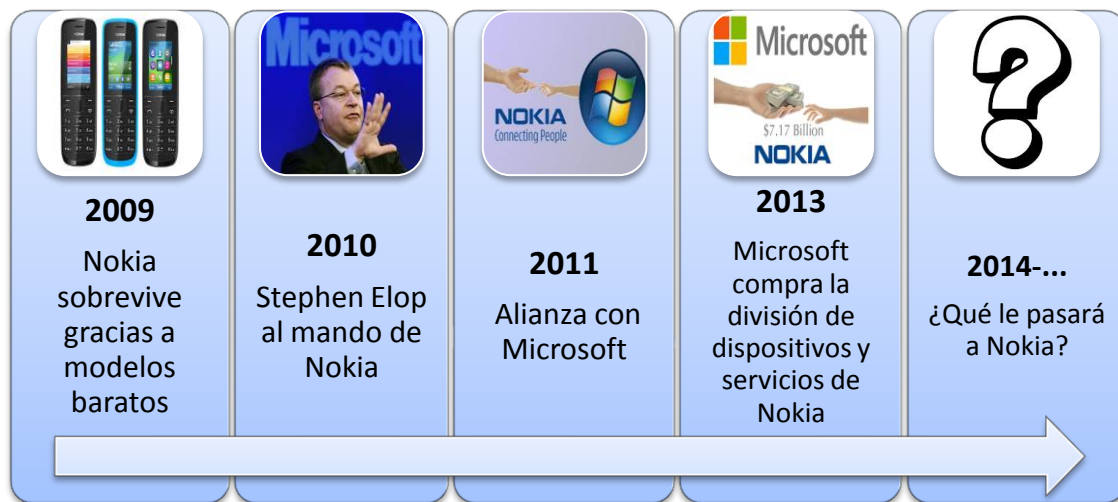 2009
Nokia
sobrevive
gracias a
modelos
baratos
Microsoft
2010
Stephen Elop
al mando de
Nokia
NOKIA
Connecting People
2011
Alianza con
Microsoft
Microsoft
$7.17 Billion
NOKIA
2013
Microsoft
compra la
división de
dispositivos y
servicios de
Nokia
?
2014-...
¿Qué le pasará
a Nokia?